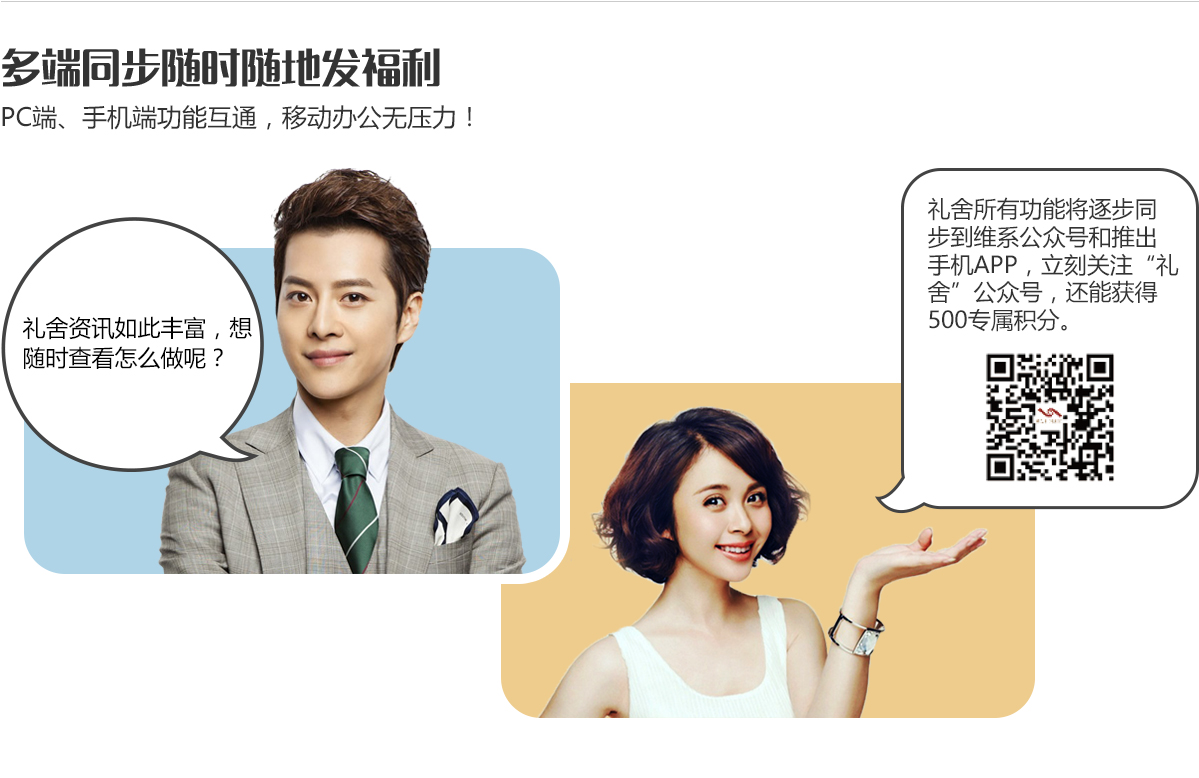 多端同步随时随地发福利
PC端、手机端功能互通，移动办公无压力！
礼舍资讯如此丰富，想
随时查看怎么做呢？
礼舍所有功能将逐步同
步到维系公众号和推出
手机APP，立刻关注“礼
舍”公众号，还能获得
500专属积分。